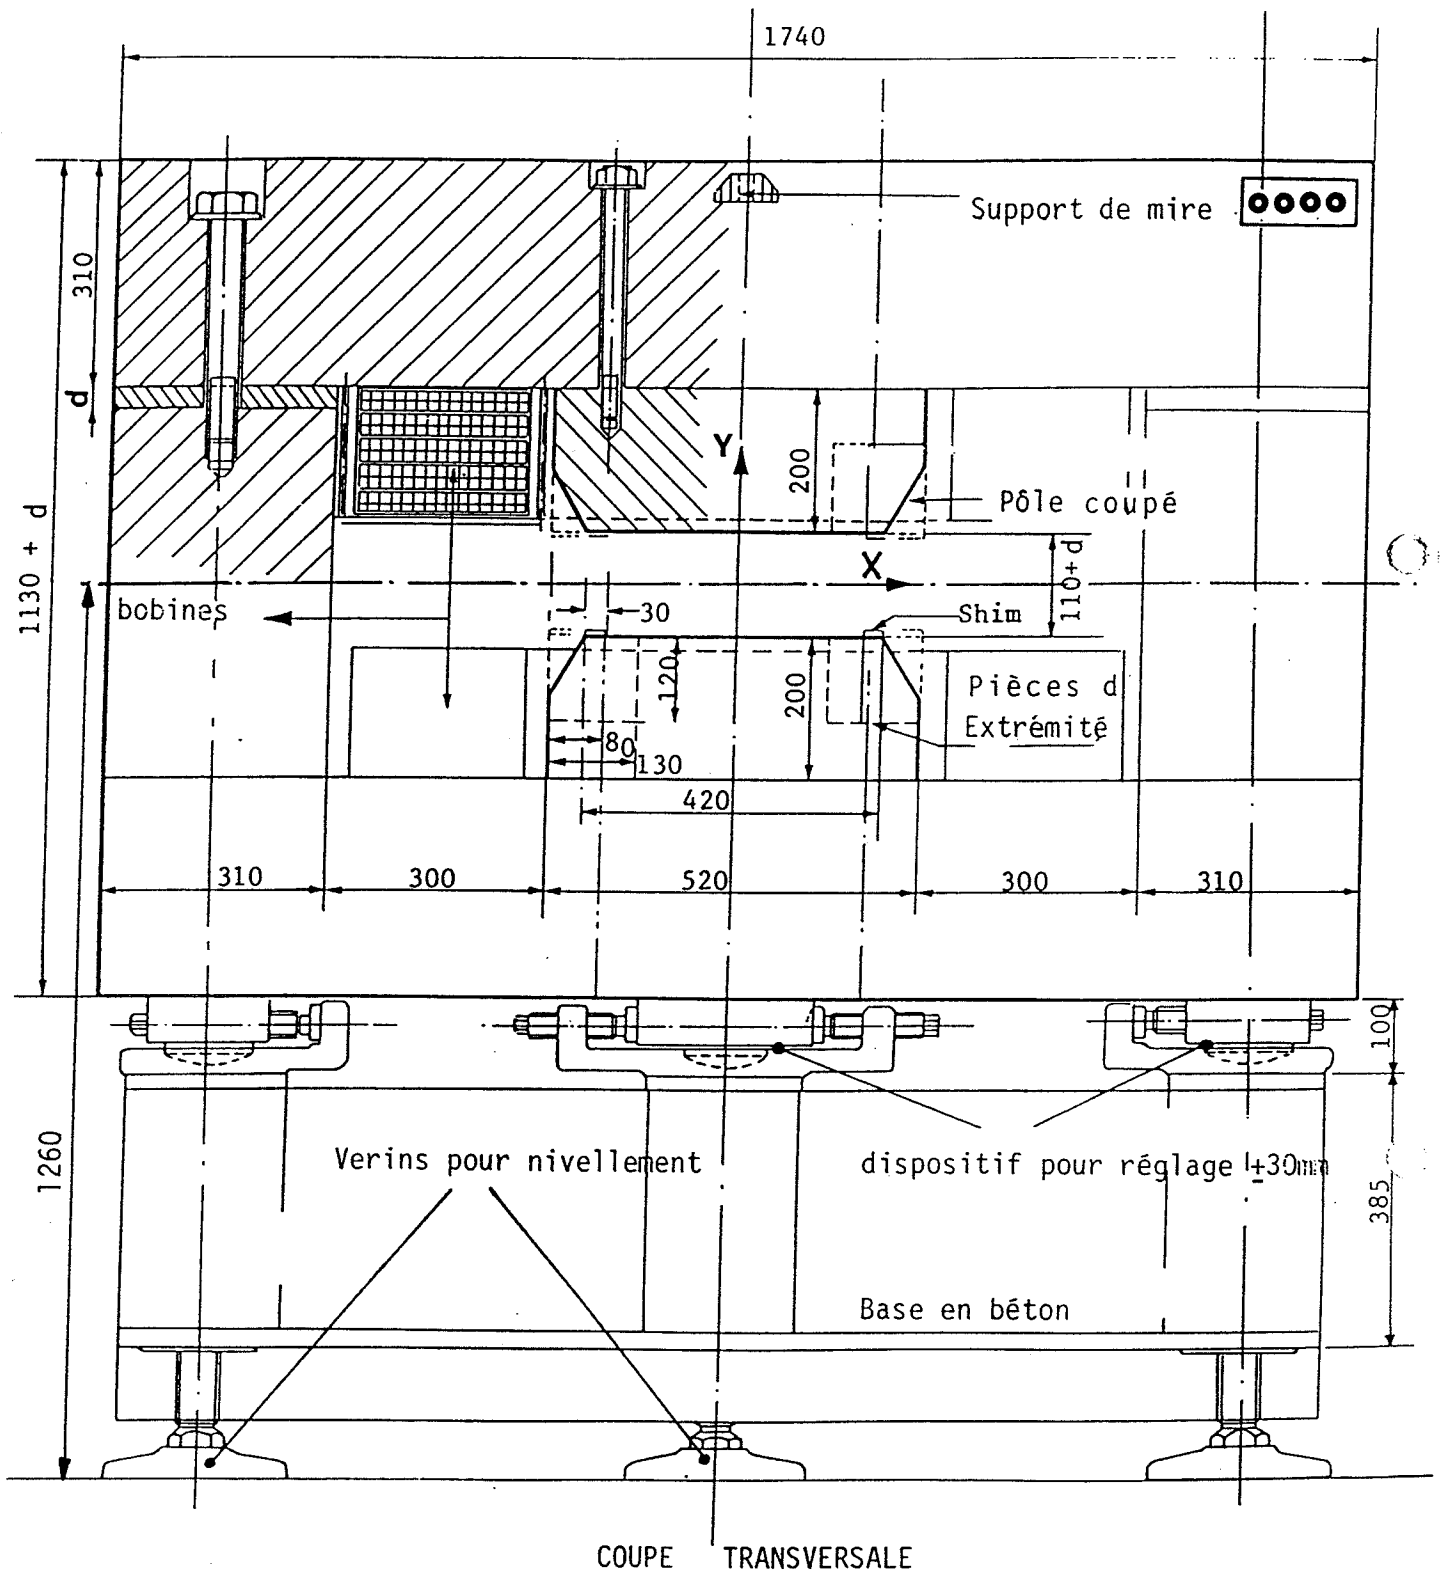 1740
Support de mire
310
d
Y
200
Pôle coupé
1130 + d
X
110+d
bobines
30
Shim
120
200
Pièces d
Extrémité
80
130
420
310
300
520
300
310
100
1260
Verins pour nivellement
dispositif pour réglage ±30mm
385
Base en béton
COUPE TRANSVERSALE